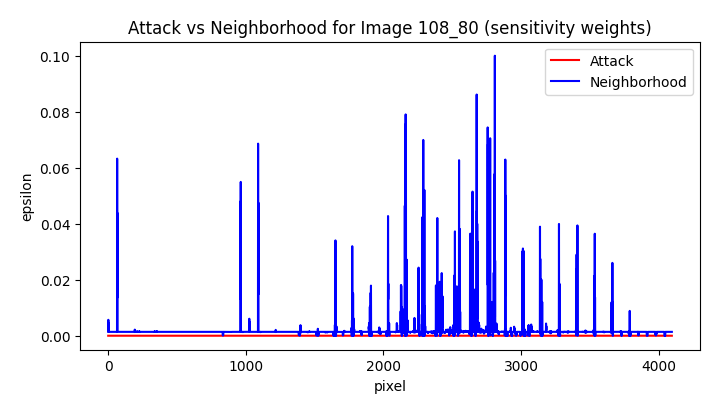 Attack vs Neighborhood for Image 108_80 (sensitivity weights)
Attack
Neighborhood
epsilon
0.10
0.08
0.06
0.04
0.02
0.00
0
1000
2000
3000
4000
pixel